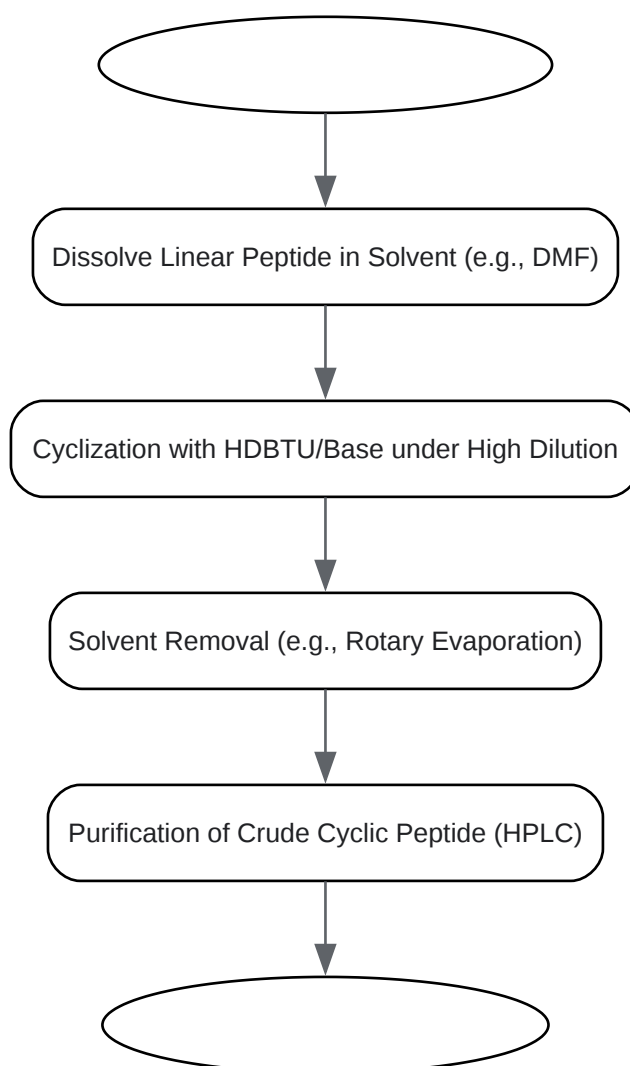 Dissolve Linear Peptide in Solvent (e.g., DMF)
Cyclization with HDBTU/Base under High Dilution
Solvent Removal (e.g., Rotary Evaporation)
Purification of Crude Cyclic Peptide (HPLC)